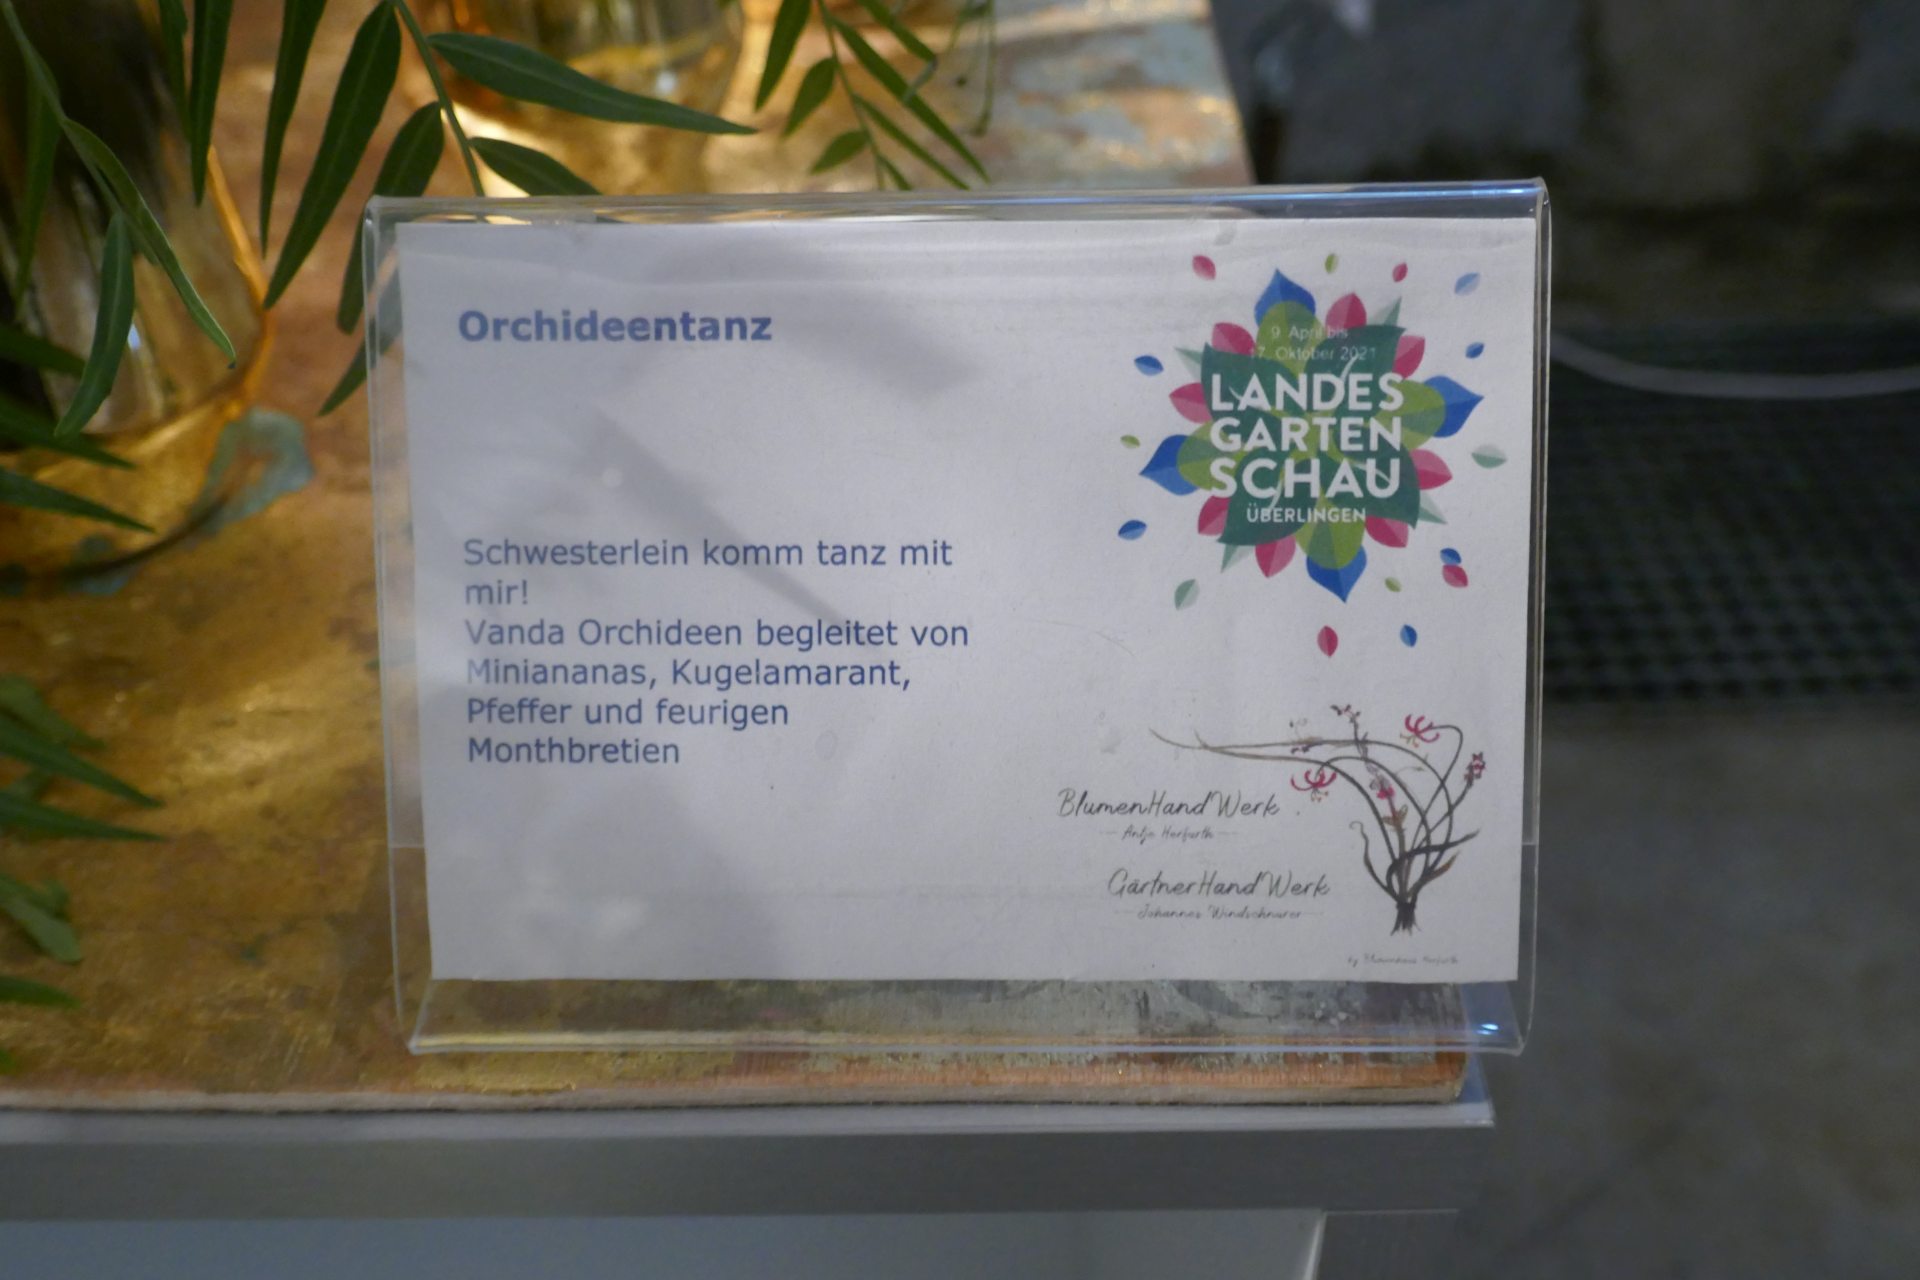 Orchideentanz
9. April bis
17. Oktober 2021
LANDES
GARTEN
SCHAU
ÜBERLINGEN
Schwesterlein komm tanz mit
mir!
Vanda Orchideen begleitet von
Miniananas, Kugelamarant,
Pfeffer und feurigen
Monthbretien
BlumenHandWerk
Antje Herfurth
GärtnerHandWerk
Johannes Windschnurer